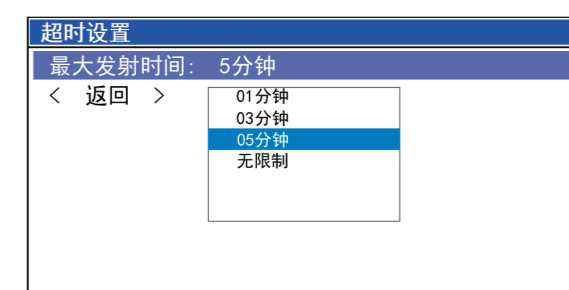 超时设置
最大发射时间: 5分钟
< 返回 >
01分钟
03分钟
05分钟
无限制